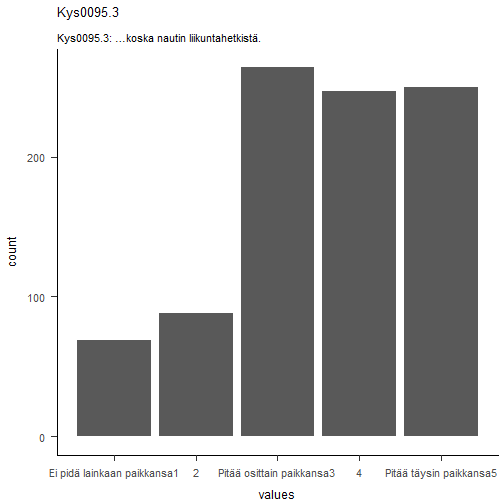 Kys0095.3
Kys0095.3: …koska nautin liikuntahetkistä.
count
200
100
0
Ei pidä lainkaan paikkansa1 2 Pitää osittain paikkansa3 4 Pitää täysin paikkansa5
values